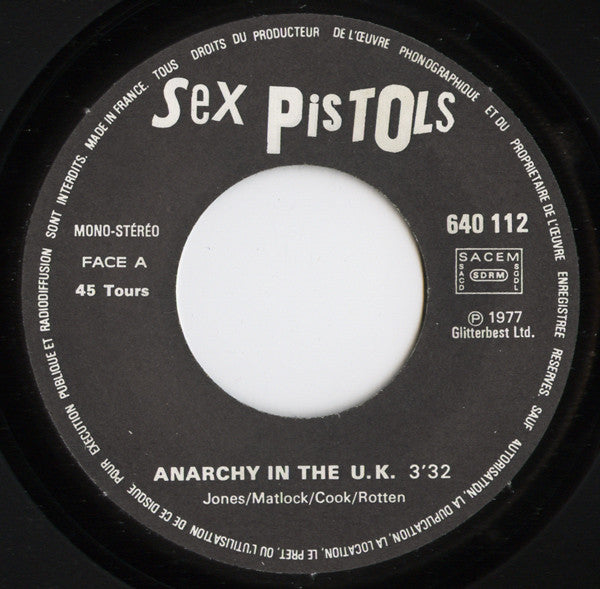 TOUS DROITS DU PRODUCTEUR DE L'ŒUVRE PHONOGRAPHIQUE ET DU PROPRIETAIRE DE L'ŒUVRE ENREGISTREE RESERVES. SAUF AUTORISATION, LA DUPLICATION, LA LOCATION, LE PRET, OU L'UTILISATION DE CE DISQUE POUR EXECUTION PUBLIQUE ET RADIODIFFUSION SONT INTERDITS. MADE IN FRANCE.
Sex PisTOLs
MONO-STÉRÉO
FACE A
45 Tours
640 112
SACEM
SACD SDRM SGDL
Ⓟ 1977
Glitterbest Ltd.
ANARCHY IN THE U.K. 3'32
Jones/Matlock/Cook/Rotten